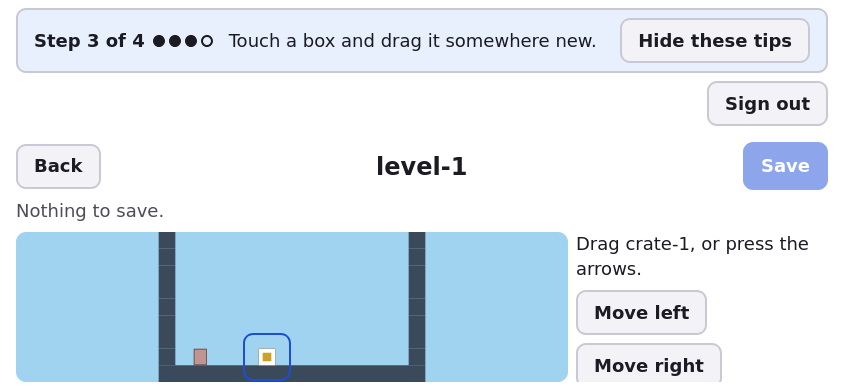 Step 3 of 4
Touch a box and drag it somewhere new.
Hide these tips
Sign out
Back
level-1
Save
Nothing to save.
Drag crate-1, or press the
arrows.
Move left
Move right